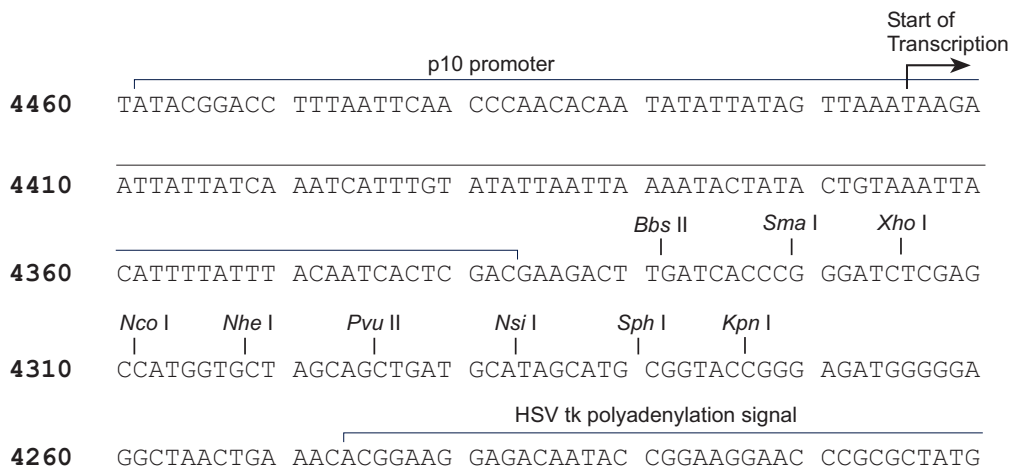 Start of
Transcription
p10 promoter
4460 TATACGGACC TTTAATTCAA CCCAACACAA TATATTATAG TTAAATAAGA
4410 ATTATTATCA AATCATTTGT ATATTAATTA AAATACTATA CTGTAAATTA
Bbs II Sma I Xho I
4360 CATTTTATTT ACAATCACTC GACGAAGACT TGATCACCCG GGATCTCGAG
Nco I Nhe I Pvu II Nsi I Sph I Kpn I
4310 CCATGGTGCT AGCAGCTGAT GCATAGCATG CGGTACCGGG AGATGGGGGA
HSV tk polyadenylation signal
4260 GGCTAACTGA AACACGGAAG GAGACAATAC CGGAAGGAAC CCGCGCTATG